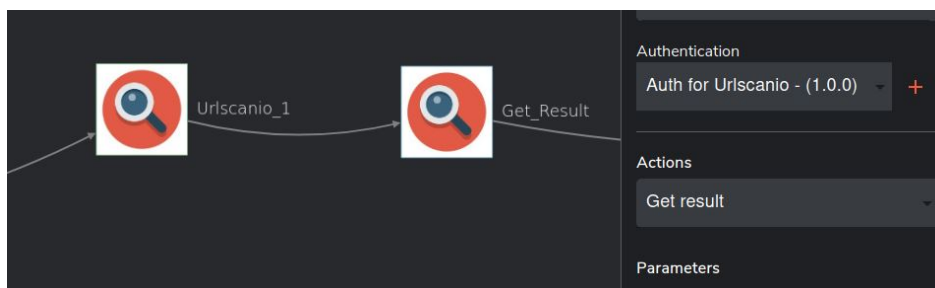 Urlscanio_1
Get_Result
Authentication
Auth for Urlscanio - (1.0.0)
+
Actions
Get result
Parameters